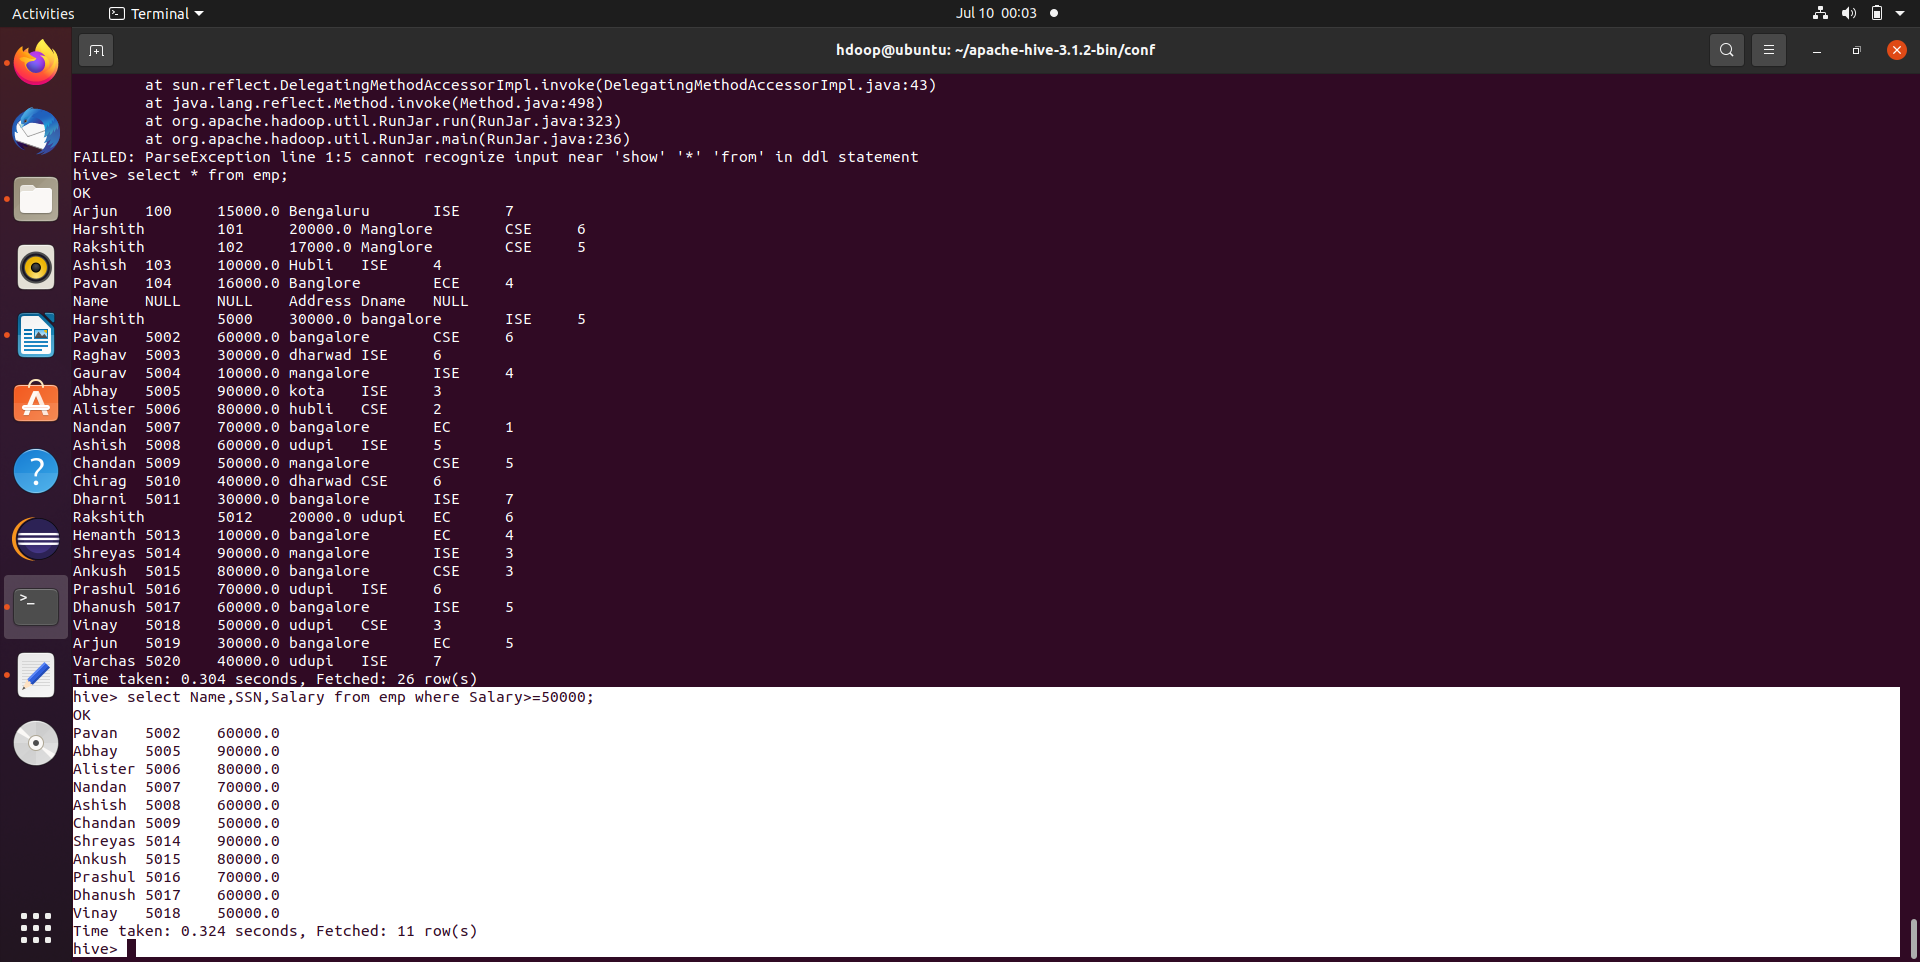 Activities Terminal Jul 10 00:03
hdoop@ubuntu: ~/apache-hive-3.1.2-bin/conf
at sun.reflect.DelegatingMethodAccessorImpl.invoke(DelegatingMethodAccessorImpl.java:43)
at java.lang.reflect.Method.invoke(Method.java:498)
at org.apache.hadoop.util.RunJar.run(RunJar.java:323)
at org.apache.hadoop.util.RunJar.main(RunJar.java:236)
FAILED: ParseException line 1:5 cannot recognize input near 'show' '*' 'from' in ddl statement
hive> select * from emp;
OK
Arjun 100 15000.0 Bengaluru ISE 7
Harshith 101 20000.0 Manglore CSE 6
Rakshith 102 17000.0 Manglore CSE 5
Ashish 103 10000.0 Hubli ISE 4
Pavan 104 16000.0 Banglore ECE 4
Name NULL NULL Address Dname NULL
Harshith 5000 30000.0 bangalore ISE 5
Pavan 5002 60000.0 bangalore CSE 6
Raghav 5003 30000.0 dharwad ISE 6
Gaurav 5004 10000.0 mangalore ISE 4
Abhay 5005 90000.0 kota ISE 3
Alister 5006 80000.0 hubli CSE 2
Nandan 5007 70000.0 bangalore EC 1
Ashish 5008 60000.0 udupi ISE 5
Chandan 5009 50000.0 mangalore CSE 5
Chirag 5010 40000.0 dharwad CSE 6
Dharni 5011 30000.0 bangalore ISE 7
Rakshith 5012 20000.0 udupi EC 6
Hemanth 5013 10000.0 bangalore EC 4
Shreyas 5014 90000.0 mangalore ISE 3
Ankush 5015 80000.0 bangalore CSE 3
Prashul 5016 70000.0 udupi ISE 6
Dhanush 5017 60000.0 bangalore ISE 5
Vinay 5018 50000.0 udupi CSE 3
Arjun 5019 30000.0 bangalore EC 5
Varchas 5020 40000.0 udupi ISE 7
Time taken: 0.304 seconds, Fetched: 26 row(s)
hive> select Name,SSN,Salary from emp where Salary>=50000;
OK
Pavan 5002 60000.0
Abhay 5005 90000.0
Alister 5006 80000.0
Nandan 5007 70000.0
Ashish 5008 60000.0
Chandan 5009 50000.0
Shreyas 5014 90000.0
Ankush 5015 80000.0
Prashul 5016 70000.0
Dhanush 5017 60000.0
Vinay 5018 50000.0
Time taken: 0.324 seconds, Fetched: 11 row(s)
hive>